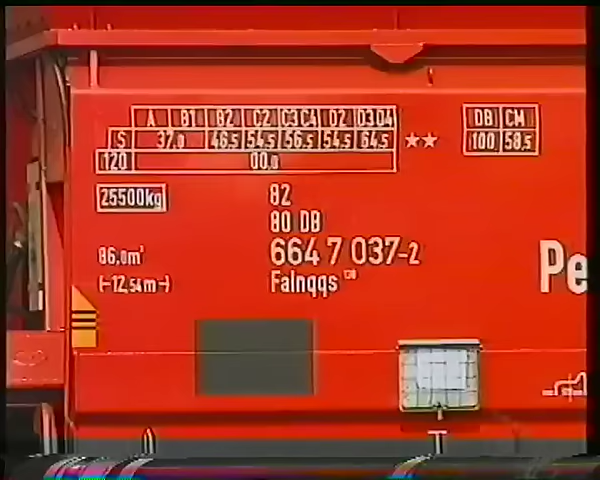 A B1 B2 C2 C3 C4 D2 D3 D4
S 37,0 46,5 54,5 56,5 54,5 64,5 ★★
120 00,0
DB CM
100 58,5
25500kg
82
80 DB
664 7 037-2
86,0m³
(-12,54m-)
Falnqqs
Pe